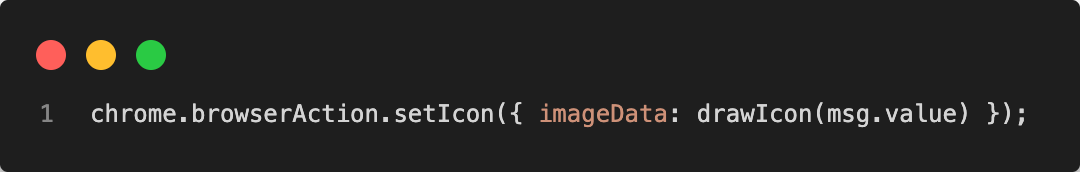 1 chrome.browserAction.setIcon({ imageData: drawIcon(msg.value) });